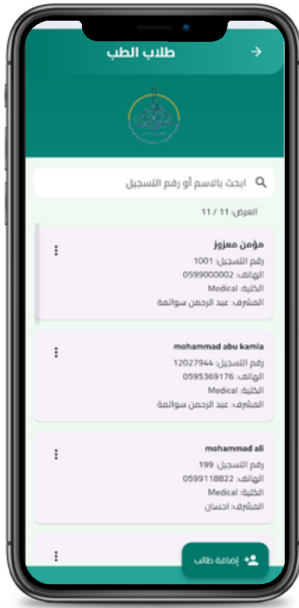 طلاب الطب
ابحث بالاسم أو رقم التسجيل
العرض: 11 / 11
مؤمن معزوز
رقم التسجيل: 1001
الهاتف: 0599000002
الكلية: Medical
المشرف: عبد الرحمن سوالمة
mohammad abu kamla
رقم التسجيل: 12027944
الهاتف: 0595369176
الكلية: Medical
المشرف: عبد الرحمن سوالمة
mohammad ali
رقم التسجيل: 199
الهاتف: 0599118822
الكلية: Medical
المشرف: احسان
إضافة طالب